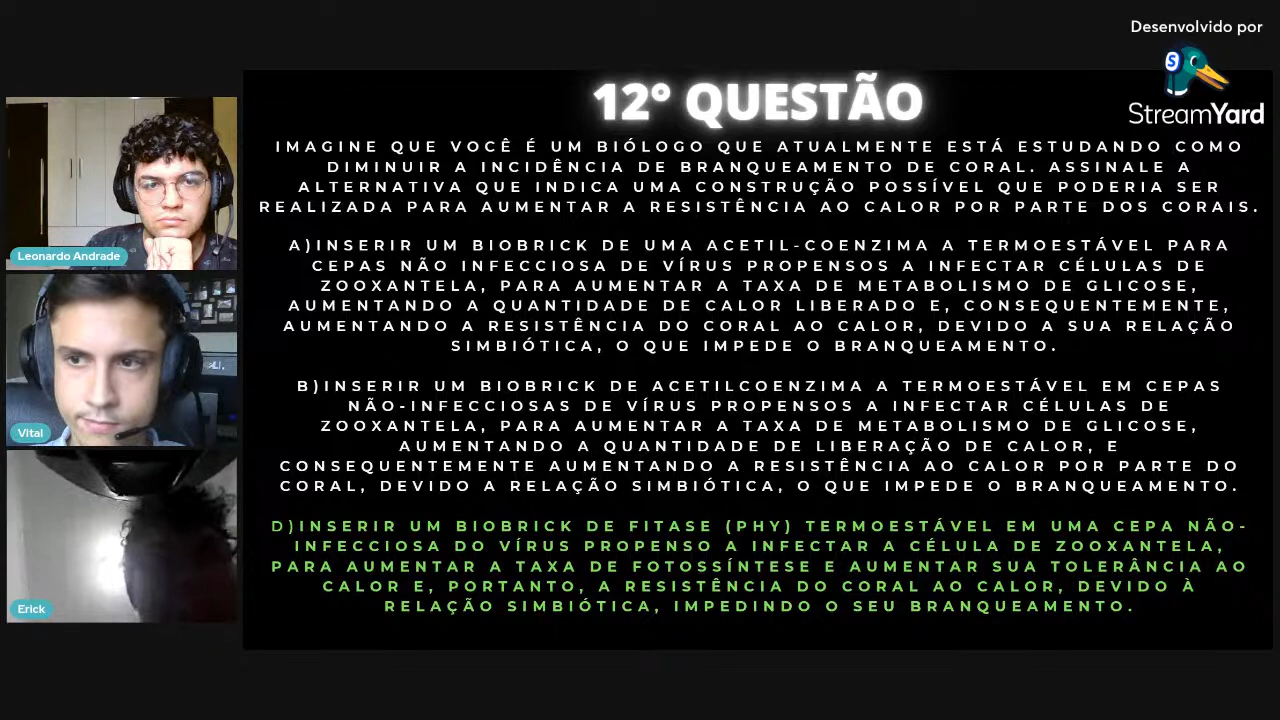 Desenvolvido por
StreamYard
12° QUESTÃO
IMAGINE QUE VOCÊ É UM BIÓLOGO QUE ATUALMENTE ESTÁ ESTUDANDO COMO
DIMINUIR A INCIDÊNCIA DE BRANQUEAMENTO DE CORAL. ASSINALE A
ALTERNATIVA QUE INDICA UMA CONSTRUÇÃO POSSÍVEL QUE PODERIA SER
REALIZADA PARA AUMENTAR A RESISTÊNCIA AO CALOR POR PARTE DOS CORAIS.
A)INSERIR UM BIOBRICK DE UMA ACETIL-COENZIMA A TERMOESTÁVEL PARA
CEPAS NÃO INFECCIOSA DE VÍRUS PROPENSOS A INFECTAR CÉLULAS DE
ZOOXANTELA, PARA AUMENTAR A TAXA DE METABOLISMO DE GLICOSE,
AUMENTANDO A QUANTIDADE DE CALOR LIBERADO E, CONSEQUENTEMENTE,
AUMENTANDO A RESISTÊNCIA DO CORAL AO CALOR, DEVIDO A SUA RELAÇÃO
SIMBIÓTICA, O QUE IMPEDE O BRANQUEAMENTO.
B)INSERIR UM BIOBRICK DE ACETILCOENZIMA A TERMOESTÁVEL EM CEPAS
NÃO-INFECCIOSAS DE VÍRUS PROPENSOS A INFECTAR CÉLULAS DE
ZOOXANTELA, PARA AUMENTAR A TAXA DE METABOLISMO DE GLICOSE,
AUMENTANDO A QUANTIDADE DE LIBERAÇÃO DE CALOR, E
CONSEQUENTEMENTE AUMENTANDO A RESISTÊNCIA AO CALOR POR PARTE DO
CORAL, DEVIDO A RELAÇÃO SIMBIÓTICA, O QUE IMPEDE O BRANQUEAMENTO.
D)INSERIR UM BIOBRICK DE FITASE (PHY) TERMOESTÁVEL EM UMA CEPA NÃO-
INFECCIOSA DO VÍRUS PROPENSO A INFECTAR A CÉLULA DE ZOOXANTELA,
PARA AUMENTAR A TAXA DE FOTOSSÍNTESE E AUMENTAR SUA TOLERÂNCIA AO
CALOR E, PORTANTO, A RESISTÊNCIA DO CORAL AO CALOR, DEVIDO À
RELAÇÃO SIMBIÓTICA, IMPEDINDO O SEU BRANQUEAMENTO.
Leonardo Andrade
Vital
Erick